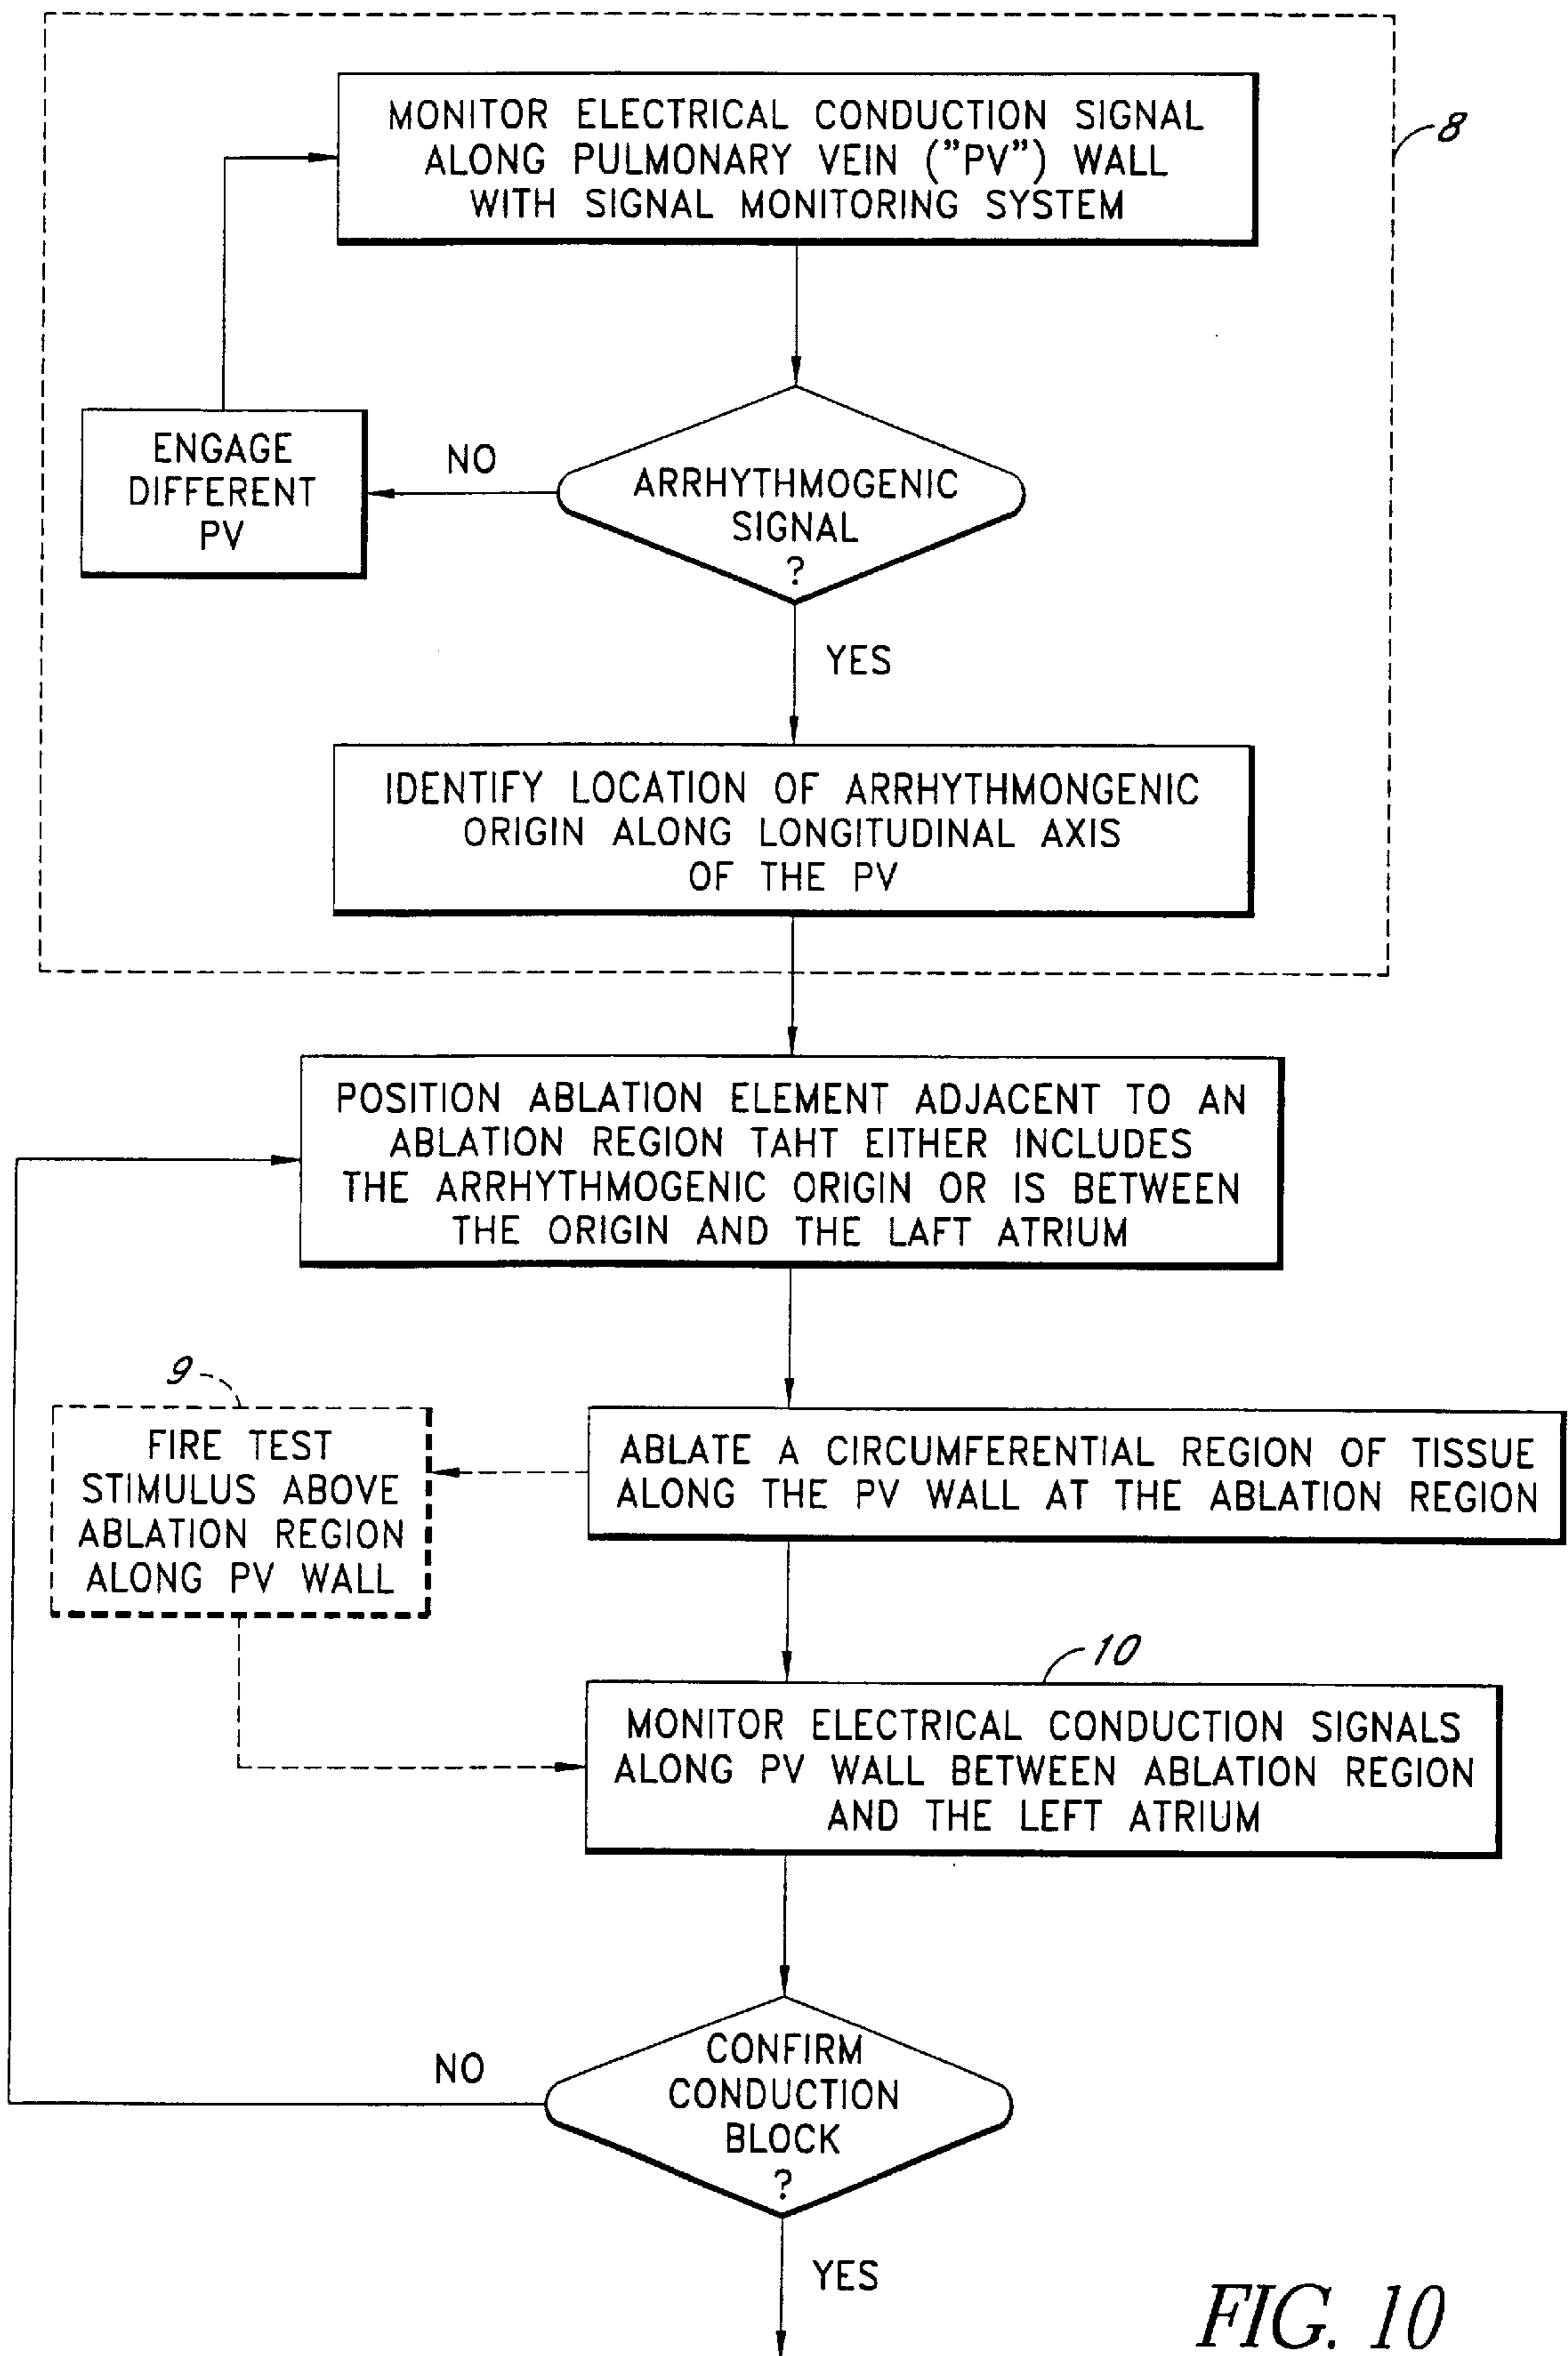 MONITOR ELECTRICAL CONDUCTION SIGNAL
ALONG PULMONARY VEIN ("PV") WALL
WITH SIGNAL MONITORING SYSTEM
8
ENGAGE
DIFFERENT
PV
NO
ARRHYTHMOGENIC
SIGNAL
?
YES
IDENTIFY LOCATION OF ARRHYTHMONGENIC
ORIGIN ALONG LONGITUDINAL AXIS
OF THE PV
POSITION ABLATION ELEMENT ADJACENT TO AN
ABLATION REGION TAHT EITHER INCLUDES
THE ARRHYTHMOGENIC ORIGIN OR IS BETWEEN
THE ORIGIN AND THE LAFT ATRIUM
9
FIRE TEST
STIMULUS ABOVE
ABLATION REGION
ALONG PV WALL
ABLATE A CIRCUMFERENTIAL REGION OF TISSUE
ALONG THE PV WALL AT THE ABLATION REGION
10
MONITOR ELECTRICAL CONDUCTION SIGNALS
ALONG PV WALL BETWEEN ABLATION REGION
AND THE LEFT ATRIUM
NO
CONFIRM
CONDUCTION
BLOCK
?
YES
FIG. 10